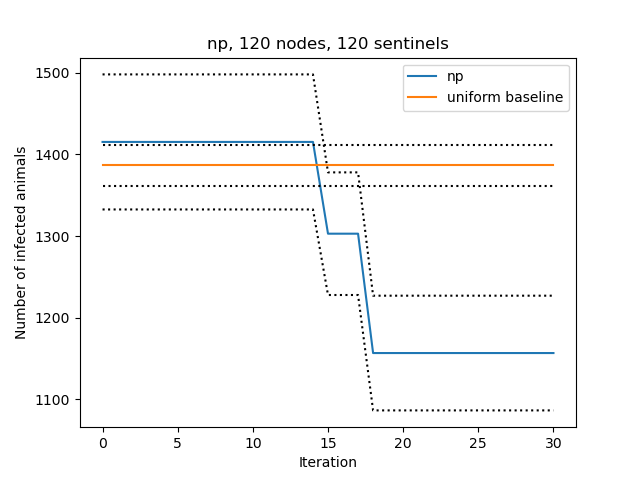 np, 120 nodes, 120 sentinels
np
uniform baseline
Number of infected animals
1500
1400
1300
1200
1100
0 5 10 15 20 25 30
Iteration